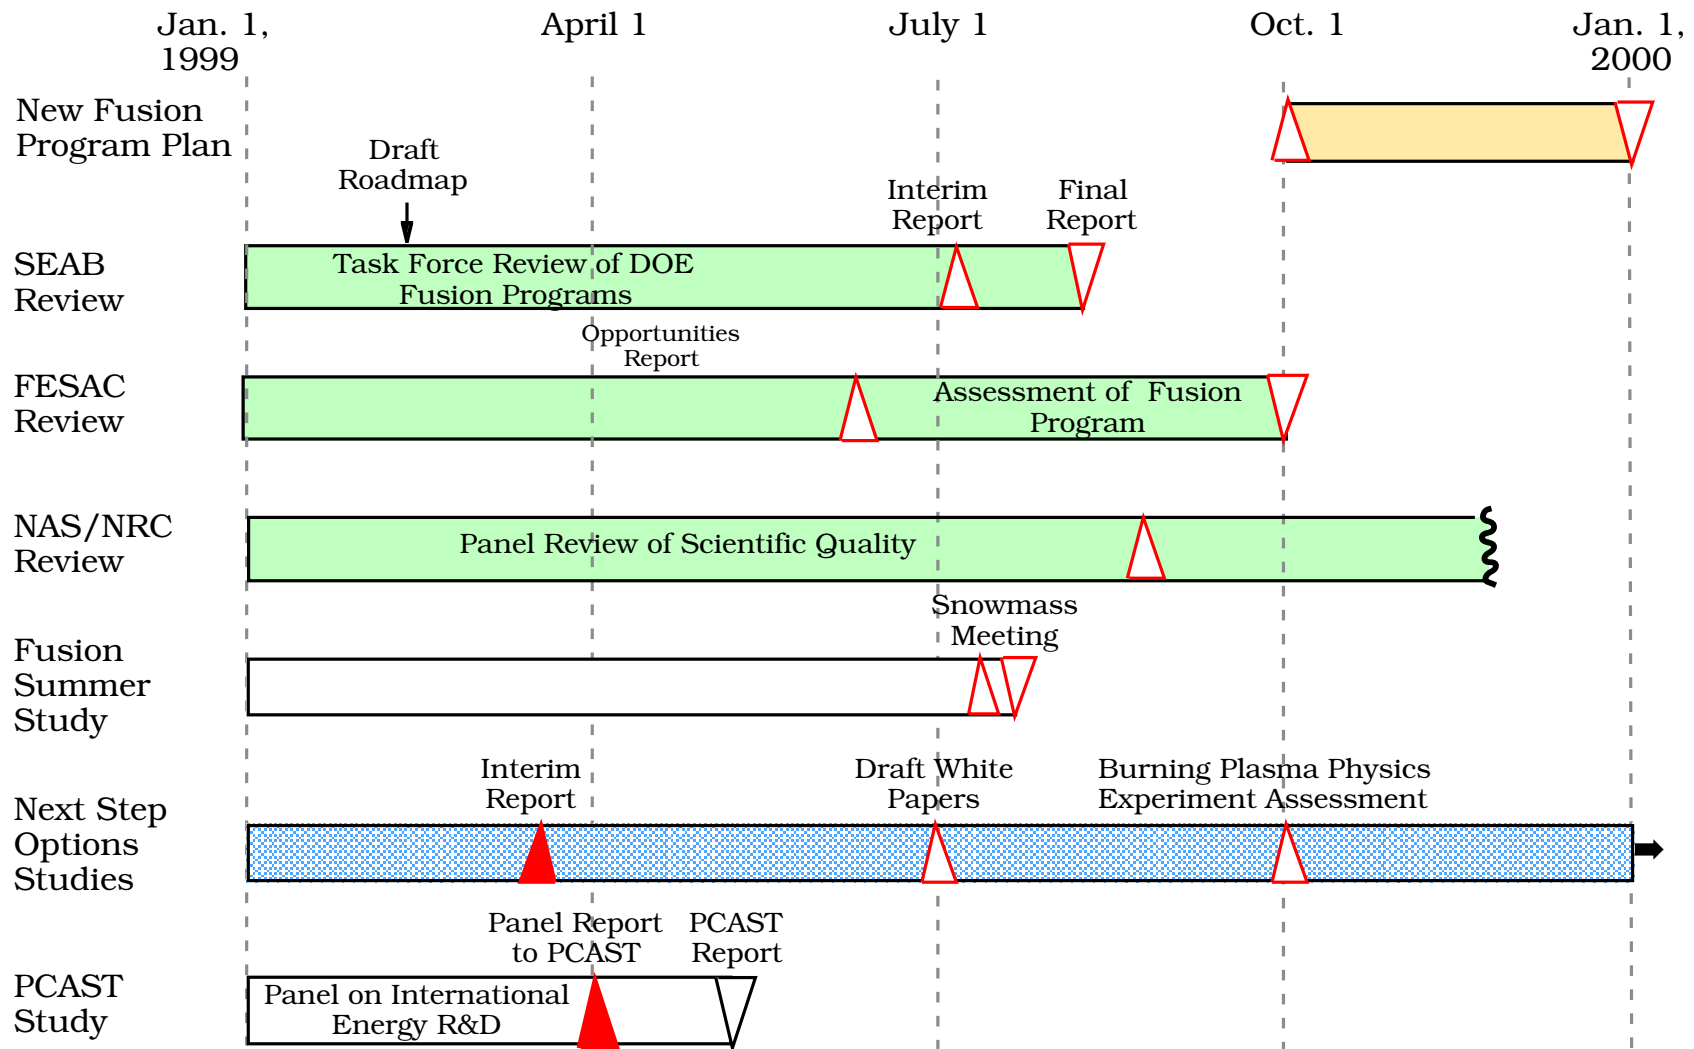 Jan. 1,
1999
April 1
July 1
Oct. 1
Jan. 1,
2000
New Fusion
Program Plan
Draft
Roadmap
Interim
Report
Final
Report
SEAB
Review
Task Force Review of DOE
Fusion Programs
Opportunities
Report
FESAC
Review
Assessment of Fusion
Program
NAS/NRC
Review
Panel Review of Scientific Quality
Snowmass
Meeting
Fusion
Summer
Study
Interim
Report
Draft White
Papers
Burning Plasma Physics
Experiment Assessment
Next Step
Options
Studies
Panel Report
to PCAST
PCAST
Report
PCAST
Study
Panel on International
Energy R&D